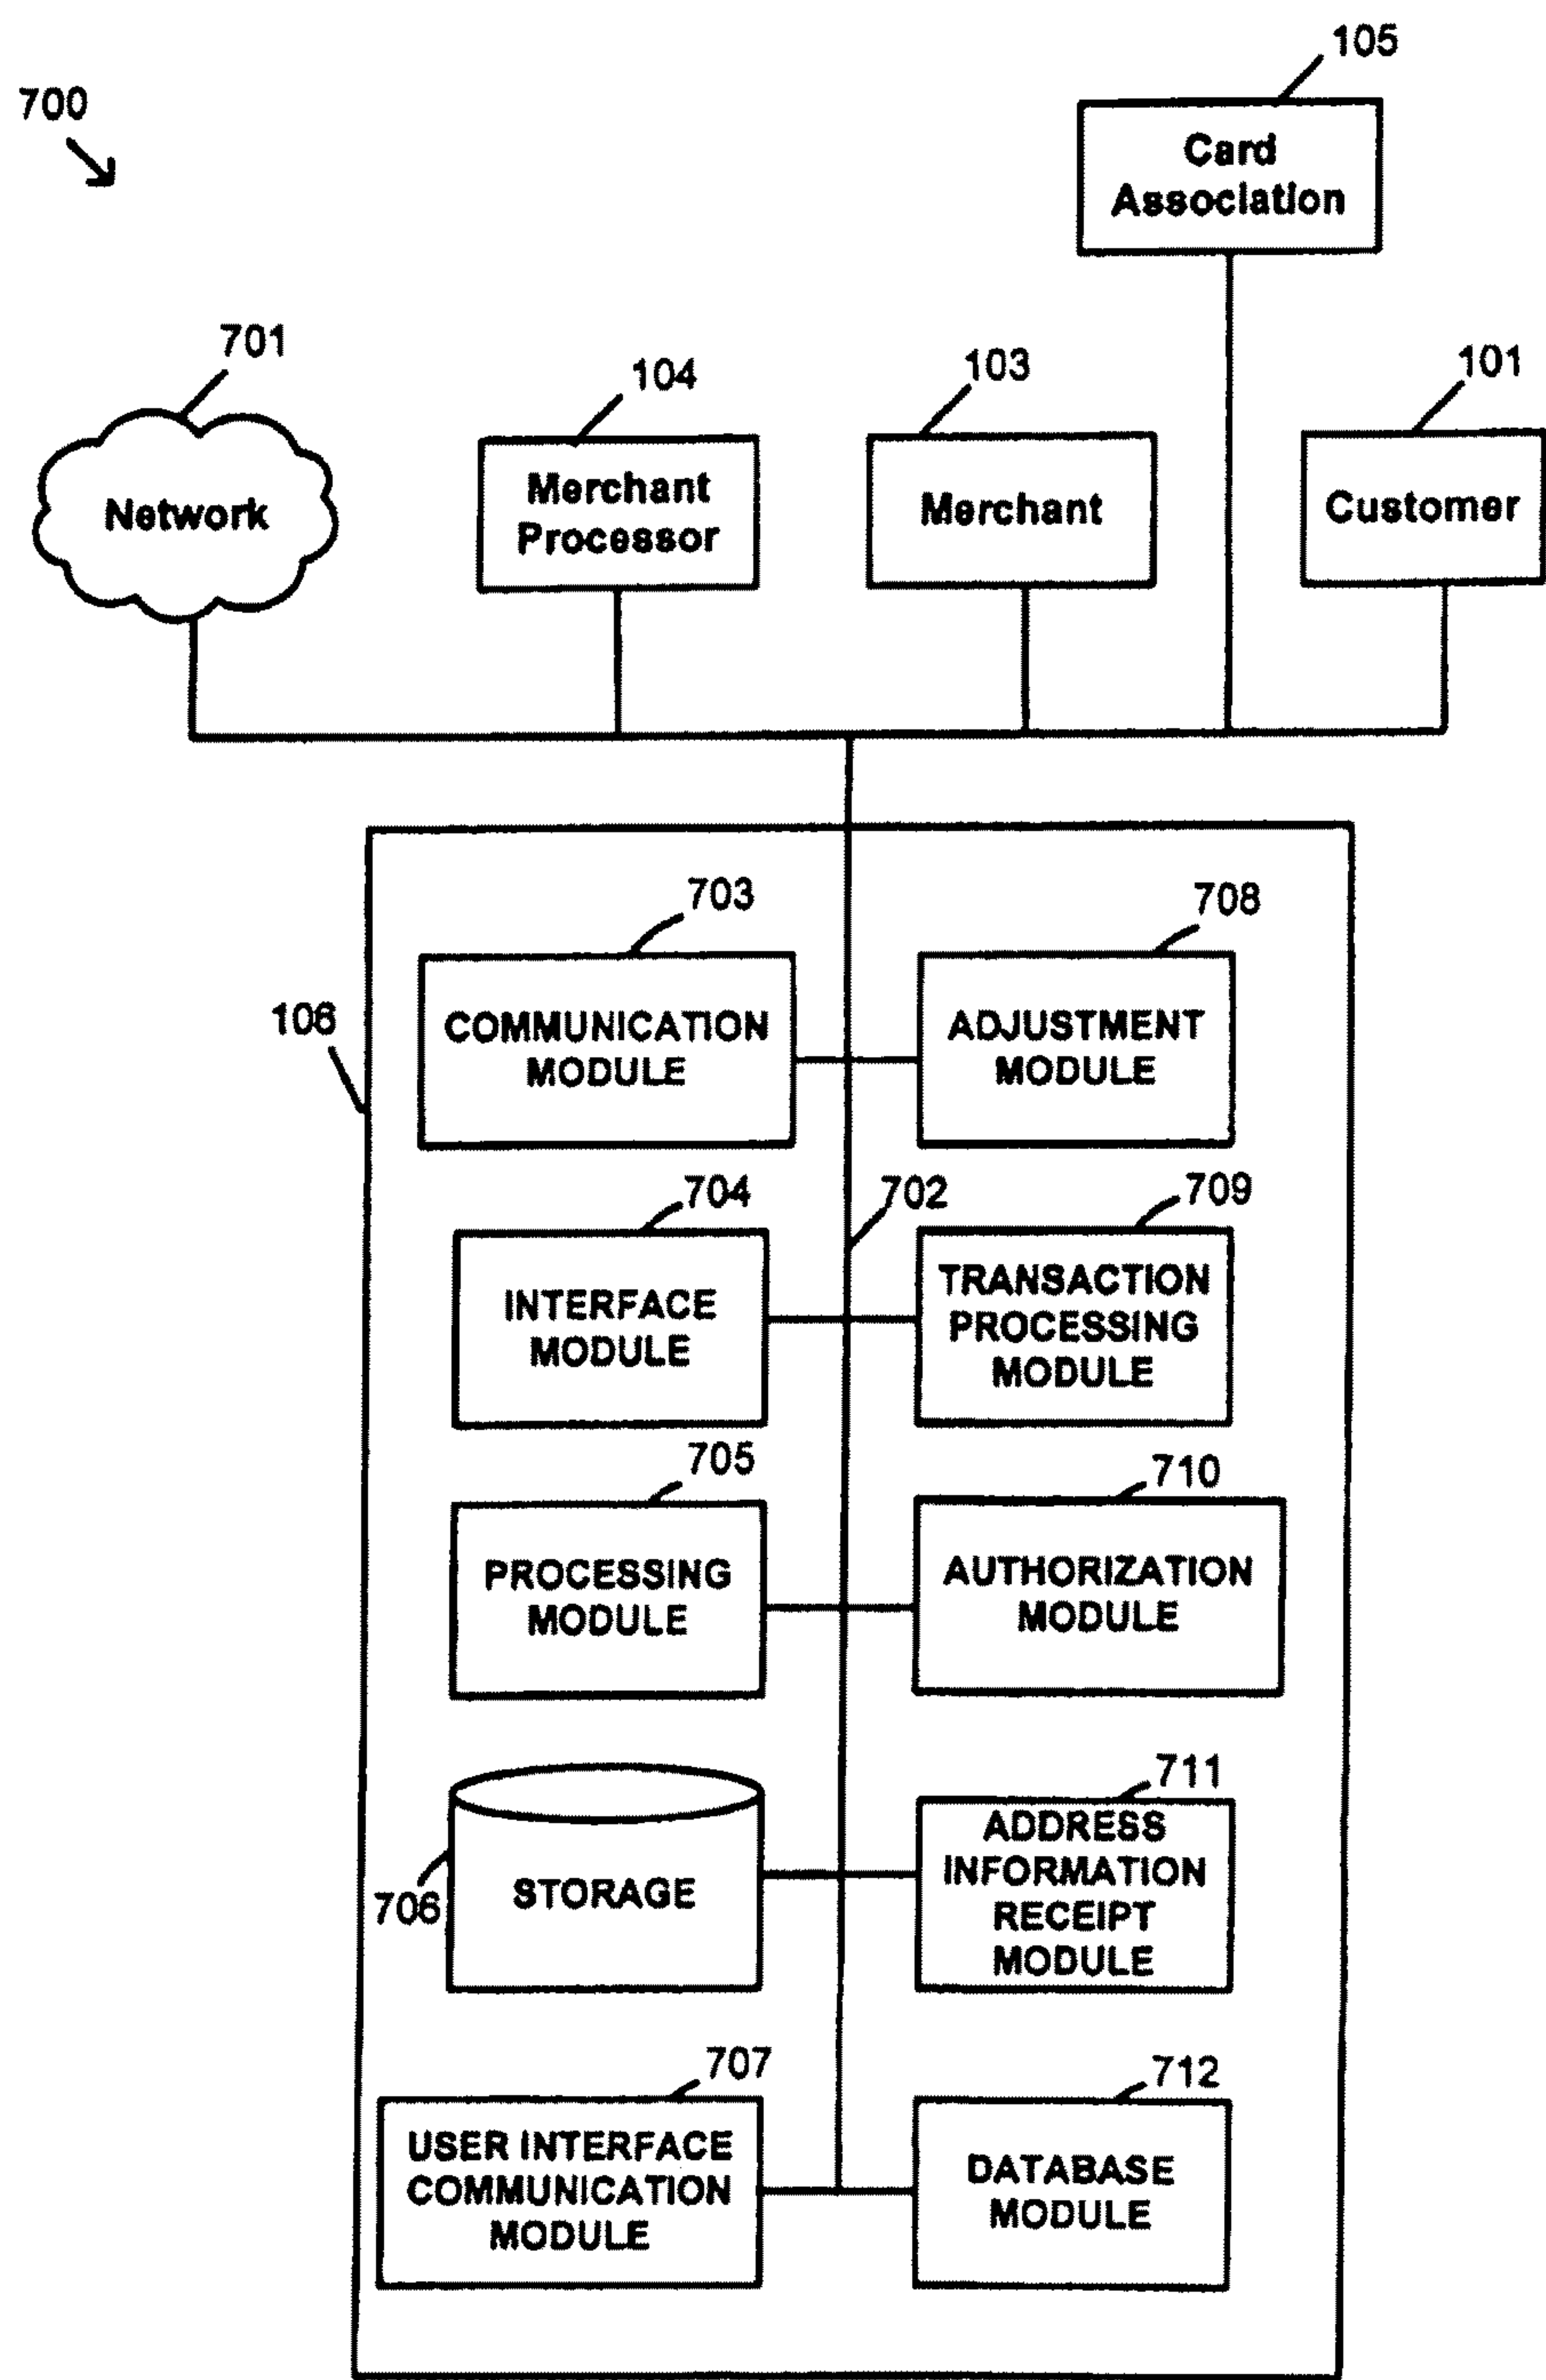 105
700
Card
Association
701
104
103
101
Network
Merchant
Processor
Merchant
Customer
703
708
106
COMMUNICATION
MODULE
ADJUSTMENT
MODULE
704
702
709
INTERFACE
MODULE
TRANSACTION
PROCESSING
MODULE
705
710
PROCESSING
MODULE
AUTHORIZATION
MODULE
711
706
STORAGE
ADDRESS
INFORMATION
RECEIPT
MODULE
707
712
USER INTERFACE
COMMUNICATION
MODULE
DATABASE
MODULE